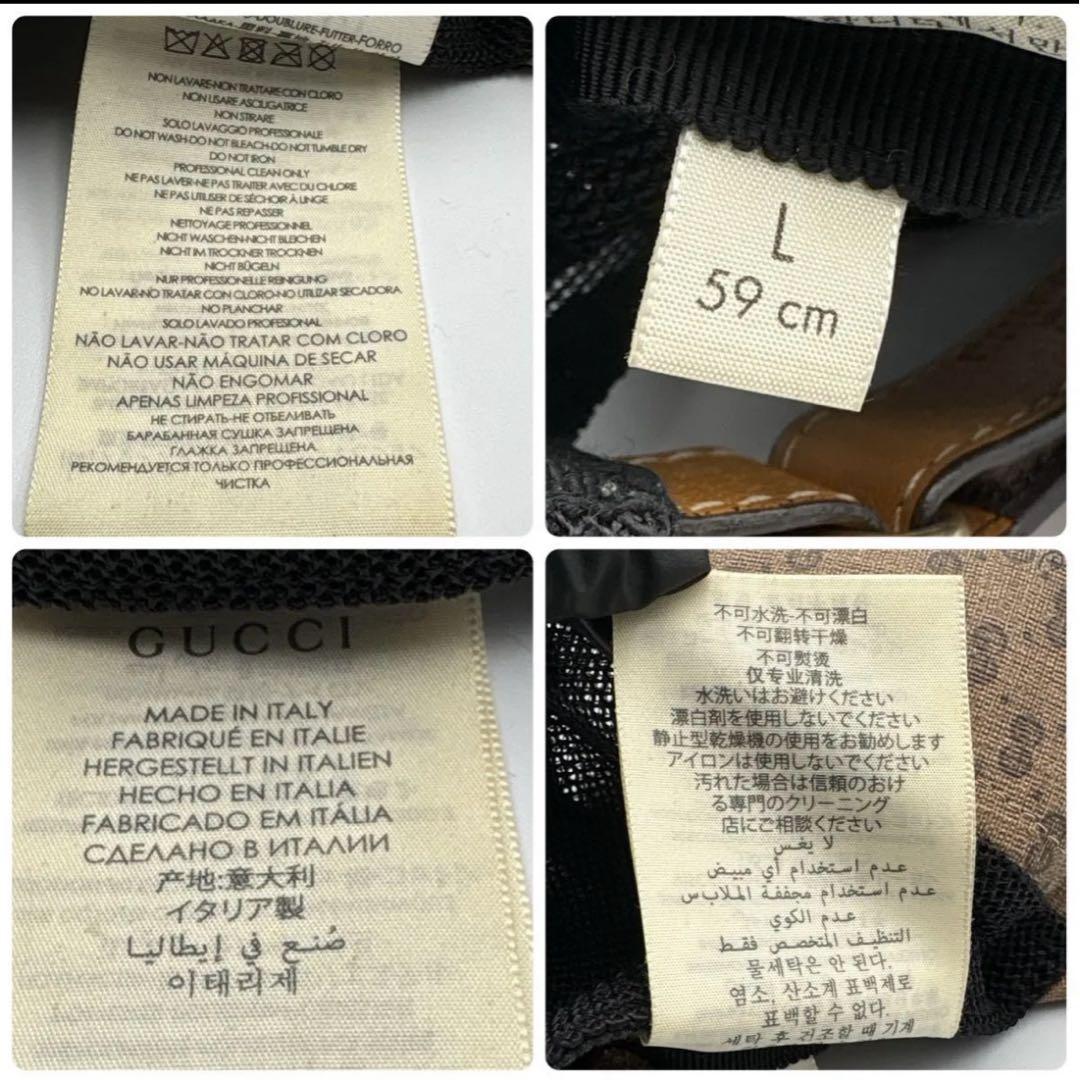 DOUBLURE-FUTTER-FORRO
NON LAVARE-NON TRATTARE CON CLORO
NON USARE ASCIUGATRICE
NON STIRARE
SOLO LAVAGGIO PROFESSIONALE
DO NOT WASH-DO NOT BLEACH-DO NOT TUMBLE DRY
DO NOT IRON
PROFESSIONAL CLEAN ONLY
NE PAS LAVER-NE PAS TRAITER AVEC DU CHLORE
NE PAS UTILISER DE SÉCHOIR À LINGE
NE PAS REPASSER
NETTOYAGE PROFESSIONNEL
NICHT WASCHEN-NICHT BLEICHEN
NICHT IM TROCKNER TROCKNEN
NICHT BÜGELN
NUR PROFESSIONELLE REINIGUNG
NO LAVAR-NO TRATAR CON CLORO-NO UTILIZAR SECADORA
NO PLANCHAR
SOLO LAVADO PROFESIONAL
NÃO LAVAR-NÃO TRATAR COM CLORO
NÃO USAR MÁQUINA DE SECAR
NÃO ENGOMAR
APENAS LIMPEZA PROFISSIONAL
НЕ СТИРАТЬ-НЕ ОТБЕЛИВАТЬ
БАРАБАННАЯ СУШКА ЗАПРЕЩЕНА
ГЛАЖКА ЗАПРЕЩЕНА
РЕКОМЕНДУЕТСЯ ТОЛЬКО ПРОФЕССИОНАЛЬНАЯ
ЧИСТКА
L
59 cm
GUCCI
MADE IN ITALY
FABRIQUÉ EN ITALIE
HERGESTELLT IN ITALIEN
HECHO EN ITALIA
FABRICADO EM ITÁLIA
СДЕЛАНО В ИТАЛИИ
产地:意大利
イタリア製
صُنع في إيطاليا
이태리제
不可水洗-不可漂白
不可翻转干燥
不可熨烫
仅专业清洗
水洗いはお避けください
漂白剤を使用しないでください
静止型乾燥機の使用をお勧めします
アイロンは使用しないでください
汚れた場合は信頼のおけ
る専門のクリーニング
店にご相談ください
لا يغس
عدم استخدام أي مبيض
عدم استخدام مجففة الملابس
عدم الكوي
التنظيف المتخصص فقط
물세탁은 안 된다.
염소, 산소계 표백제로
표백할 수 없다.
세탁 후 건조할 때 기계